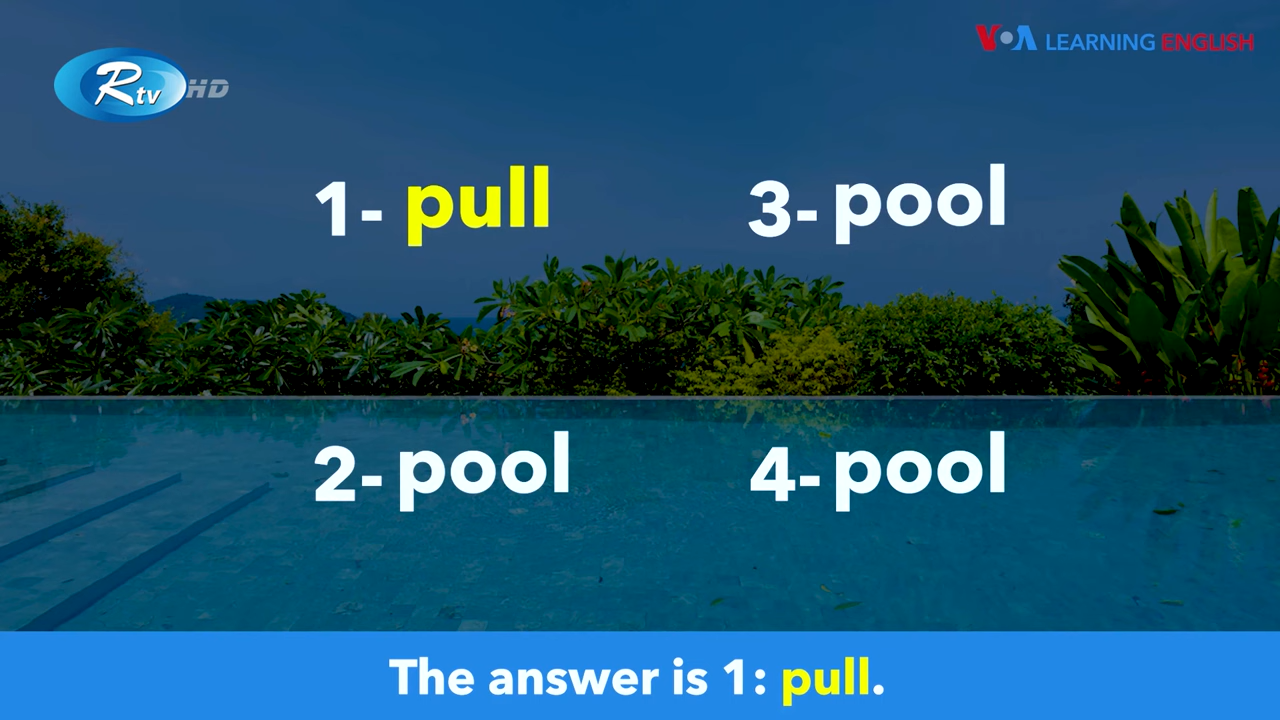 Rtv HD
VOA LEARNING ENGLISH
1- pull
3- pool
2- pool
4- pool
The answer is 1: pull.